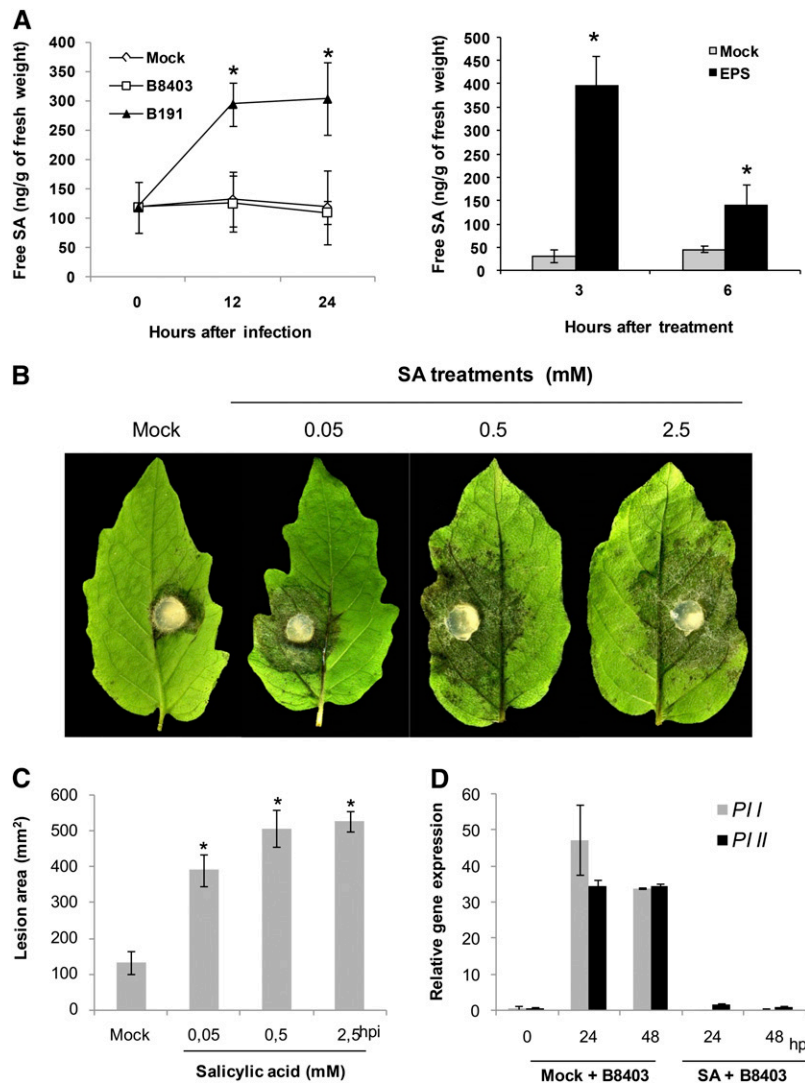 A
Free SA (ng/g of fresh weight)
400
350
300
250
200
150
100
50
0
Mock
B8403
B191
*
*
0 12 24
Hours after infection
Free SA (ng/g of fresh weight)
500
450
400
350
300
250
200
150
100
50
0
Mock
EPS
*
*
3 6
Hours after treatment
B
SA treatments (mM)
Mock 0.05 0.5 2.5
C
Lesion area (mm²)
600
500
400
300
200
100
0
*
*
*
Mock 0,05 0,5 2,5 hpi
Salicylic acid (mM)
D
Relative gene expression
60
50
40
30
20
10
0
PI I
PI II
0 24 48 24 48 hp
Mock + B8403 SA + B8403